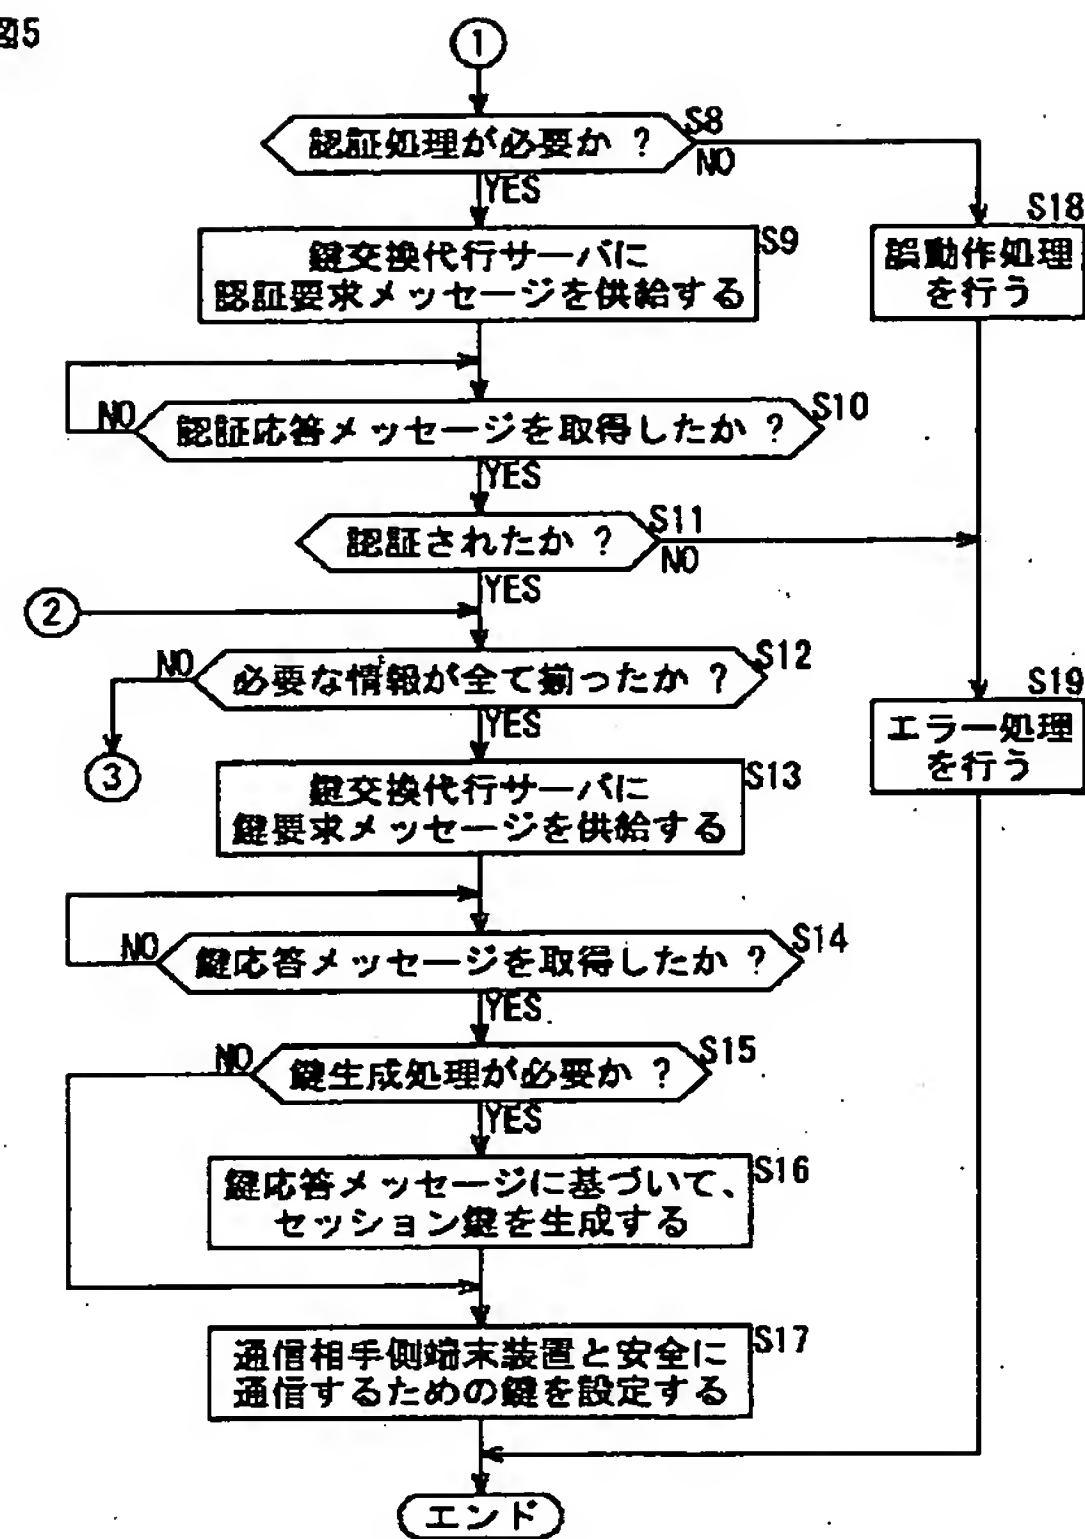 図5
1
認証処理が必要か ?
S8
NO
YES
鍵交換代行サーバに
認証要求メッセージを供給する
S9
S18
誤動作処理
を行う
NO
認証応答メッセージを取得したか ?
S10
YES
認証されたか ?
S11
NO
YES
2
NO
必要な情報が全て揃ったか ?
S12
YES
3
S19
エラー処理
を行う
鍵交換代行サーバに
鍵要求メッセージを供給する
S13
NO
鍵応答メッセージを取得したか ?
S14
YES
NO
鍵生成処理が必要か ?
S15
YES
鍵応答メッセージに基づいて、
セッション鍵を生成する
S16
通信相手側端末装置と安全に
通信するための鍵を設定する
S17
エンド